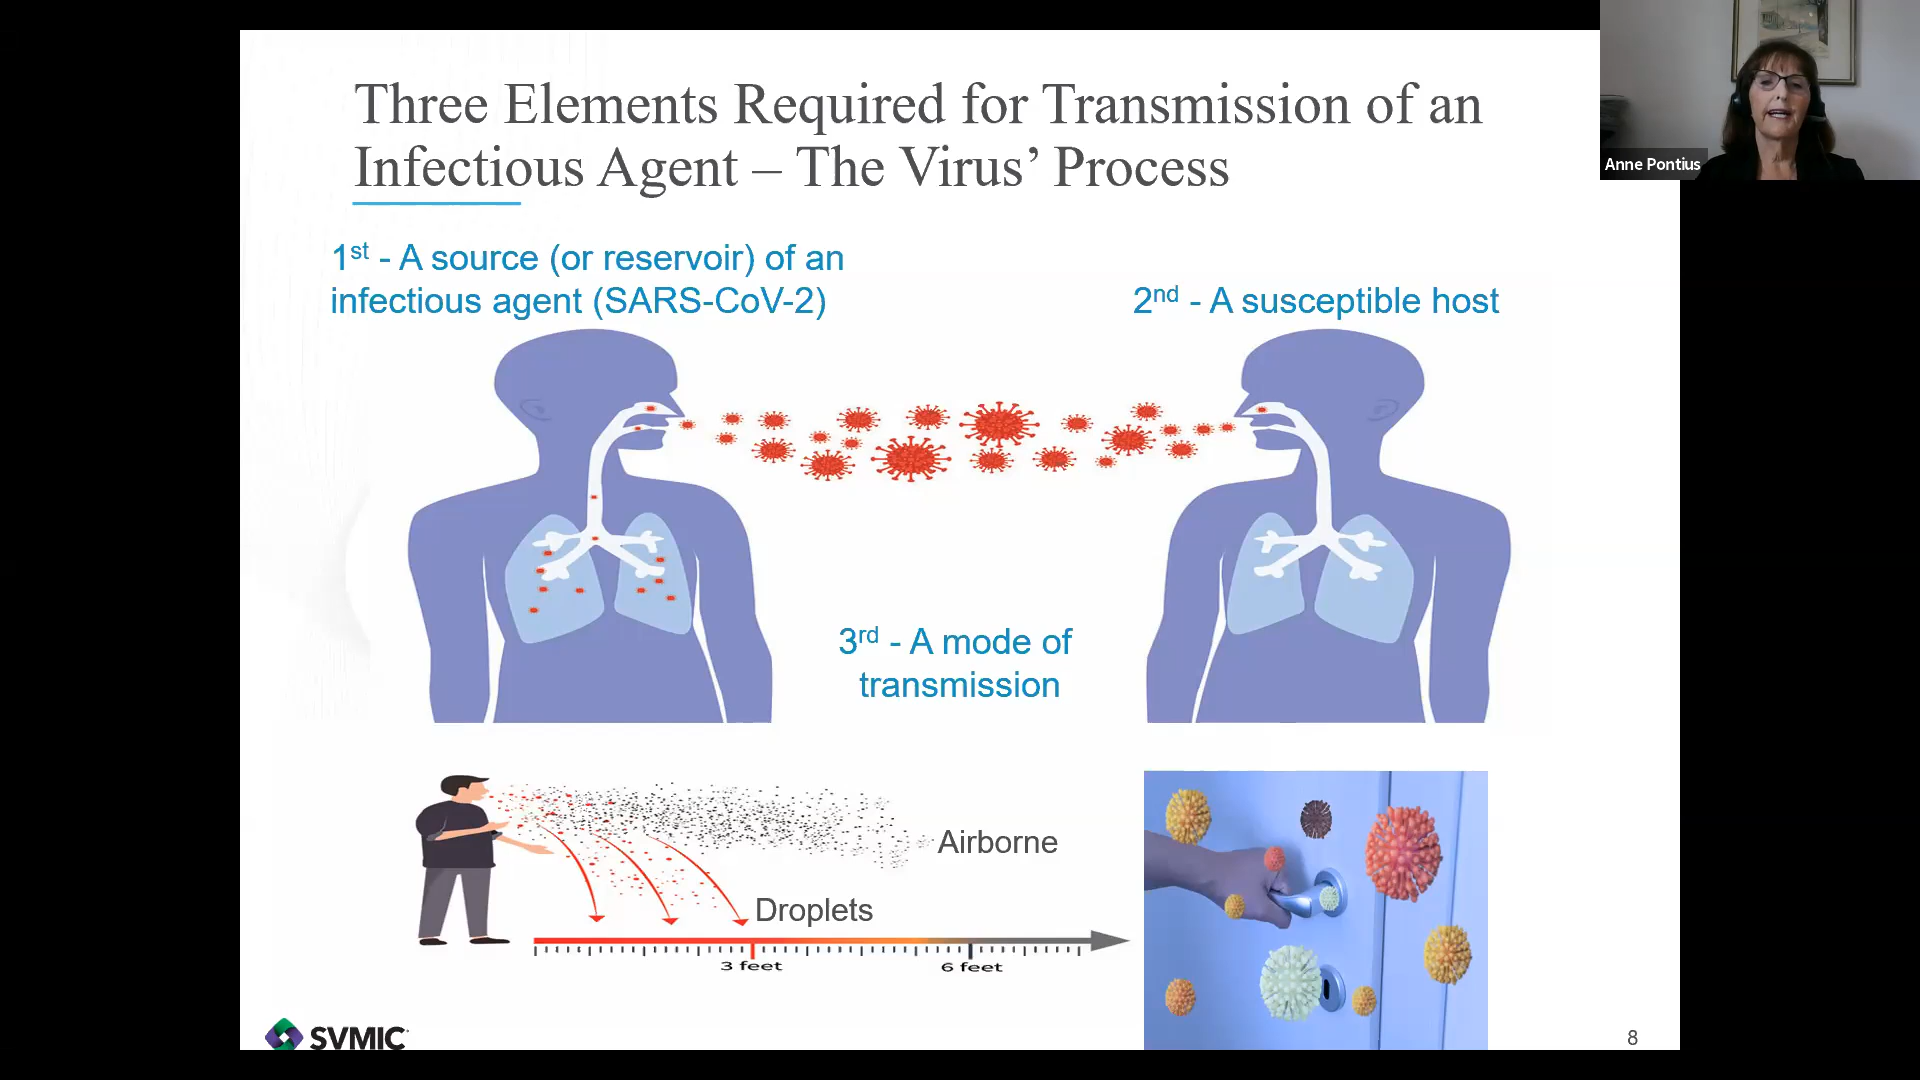 Three Elements Required for Transmission of an
Infectious Agent – The Virus’ Process
Anne Pontius
1st - A source (or reservoir) of an
infectious agent (SARS-CoV-2)
2nd - A susceptible host
3rd - A mode of
transmission
Airborne
Droplets
3 feet
6 feet
SVMIC
8